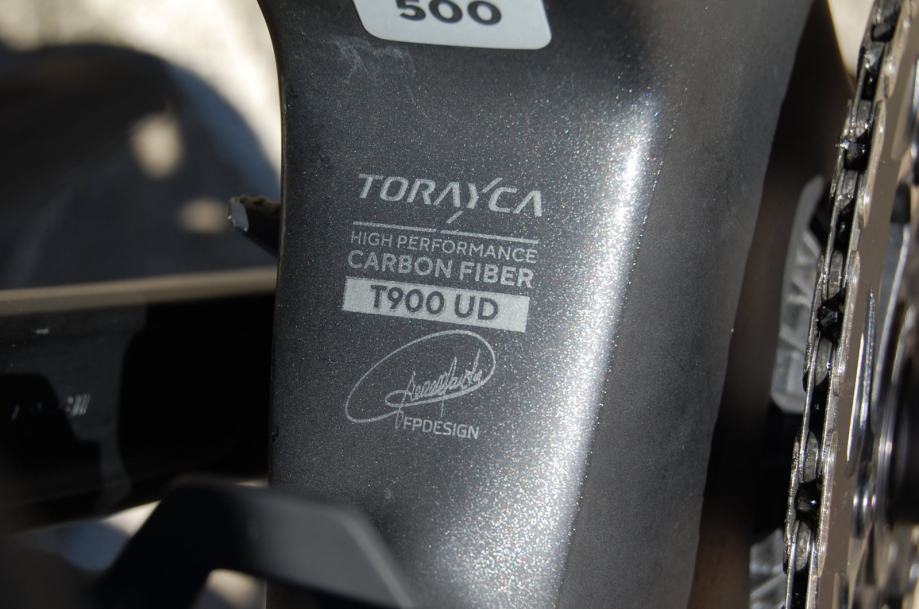 500
TORAYCA
HIGH PERFORMANCE
CARBON FIBER
T900 UD
FPDESIGN